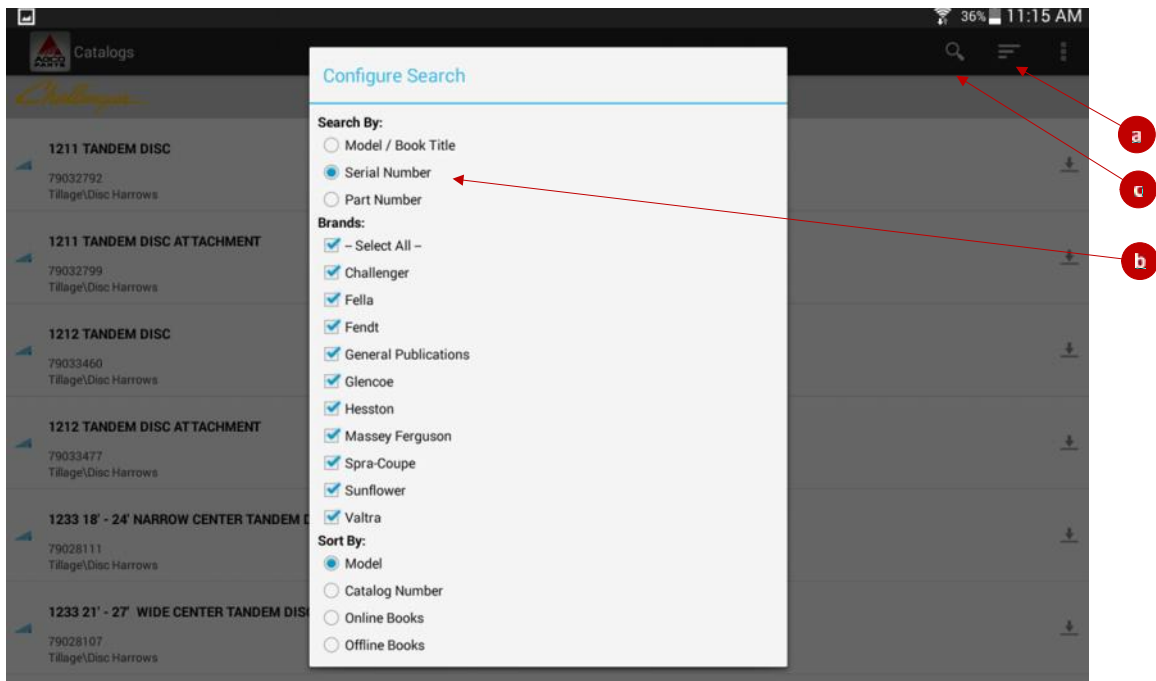 36% 11:15 AM
AGCO PARTS Catalogs
Challenger
Configure Search
Search By:
Model / Book Title
Serial Number
Part Number
Brands:
-- Select All --
Challenger
Fella
Fendt
General Publications
Glencoe
Hesston
Massey Ferguson
Spra-Coupe
Sunflower
Valtra
Sort By:
Model
Catalog Number
Online Books
Offline Books
1211 TANDEM DISC
79032792
Tillage\Disc Harrows
1211 TANDEM DISC ATTACHMENT
79032799
Tillage\Disc Harrows
1212 TANDEM DISC
79033460
Tillage\Disc Harrows
1212 TANDEM DISC ATTACHMENT
79033477
Tillage\Disc Harrows
1233 18' - 24' NARROW CENTER TANDEM
79028111
Tillage\Disc Harrows
1233 21' - 27' WIDE CENTER TANDEM
79028107
Tillage\Disc Harrows
a
c
b